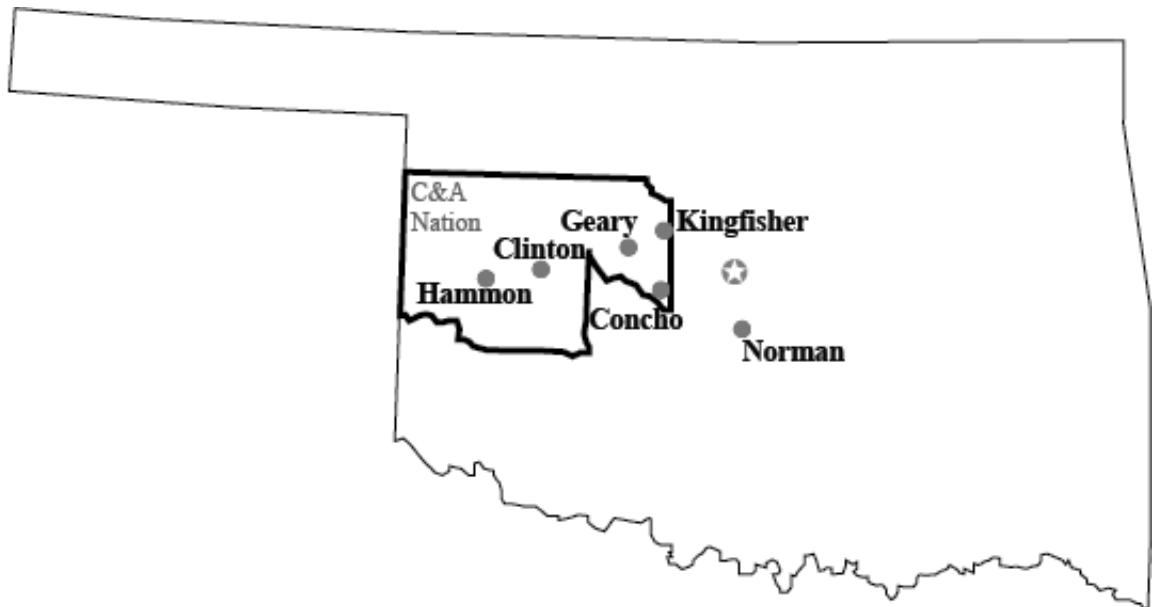 C&A
Nation
Geary
Kingfisher
Clinton
Hammon
Concho
Norman